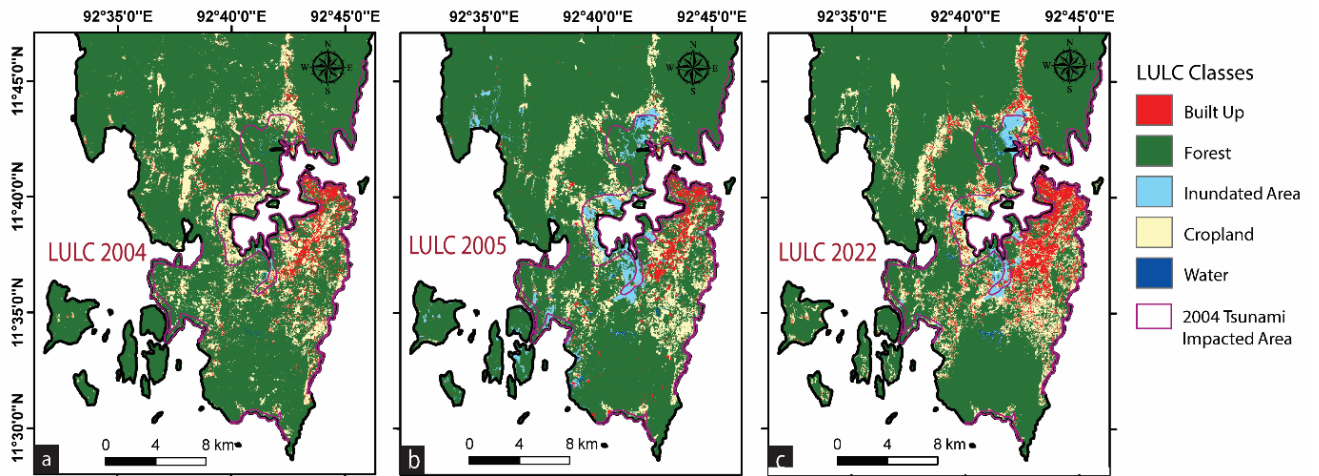 92°35'0"E 92°40'0"E 92°45'0"E 92°35'0"E 92°40'0"E 92°45'0"E 92°35'0"E 92°40'0"E 92°45'0"E
11°45'0"N
11°40'0"N
11°35'0"N
11°30'0"N
N
E
S
W
LULC 2004
0 4 8 km
a
N
E
S
W
LULC 2005
0 4 8 km
b
N
E
S
W
LULC 2022
0 4 8 km
c
LULC Classes
Built Up
Forest
Inundated Area
Cropland
Water
2004 Tsunami
Impacted Area